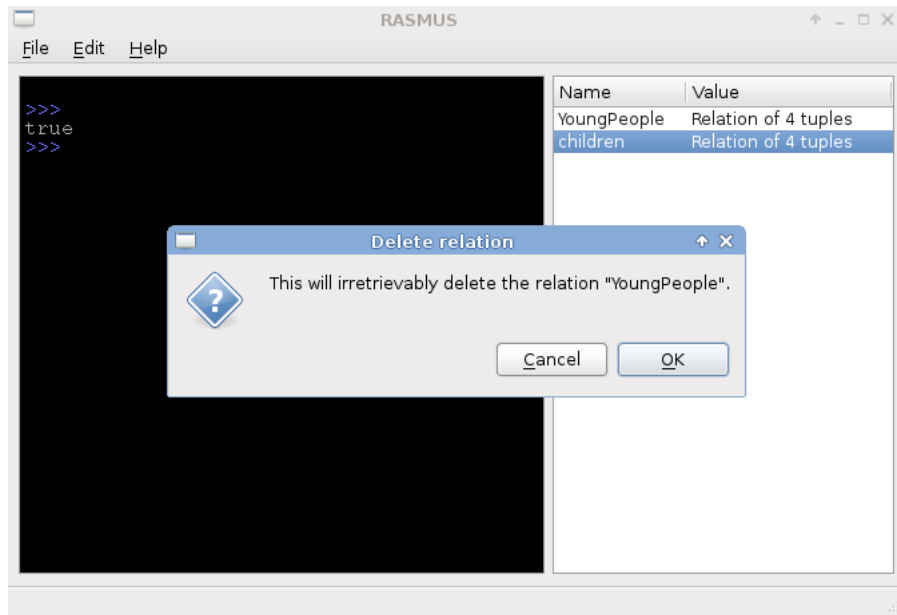 RASMUS
File Edit Help
>>>
true
>>>
Name Value
YoungPeople Relation of 4 tuples
children Relation of 4 tuples
Delete relation
This will irretrievably delete the relation "YoungPeople".
Cancel OK